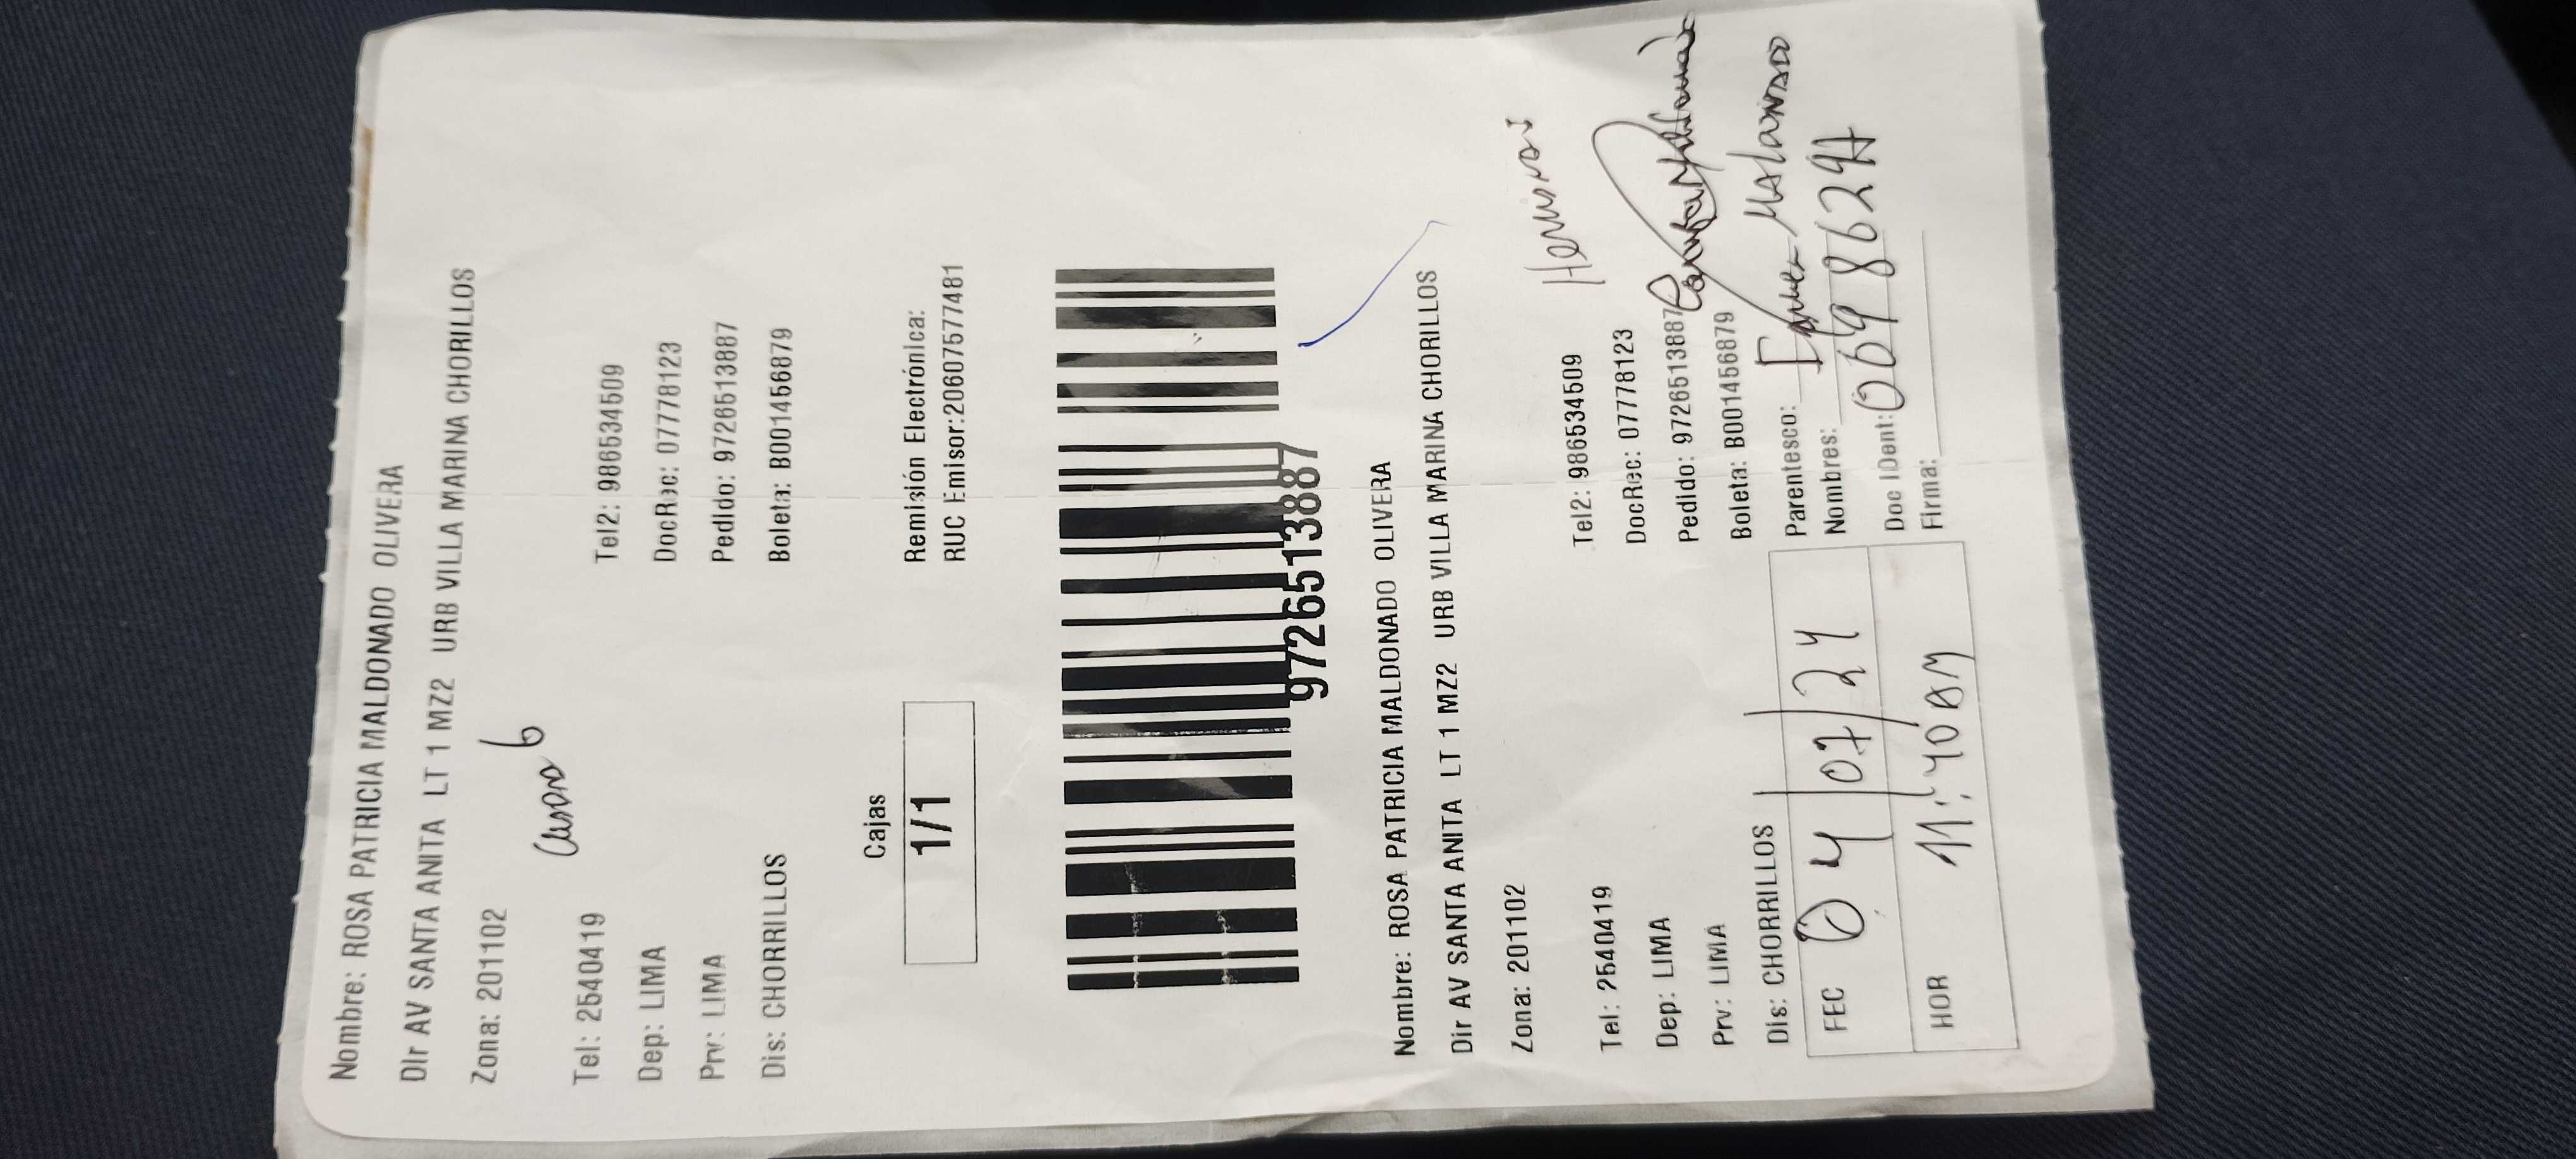 Nombre: ROSA PATRICIA MALDONADO OLIVERA
DIr AV SANTA ANITA LT 1 MZ2 URB VILLA MARINA CHORILLOS
Zona: 201102
6
Tel: 2540419 Tel2: 986534509
Dep: LIMA DocRec: 07778123
Prv: LIMA Pedido: 972651​3887
Dis: CHORRILLOS Boleta: B001456879
Cajas
1/1
Remisión Electrónica:
RUC Emisor:20607577481
9726513887
Nombre: ROSA PATRICIA MALDONADO OLIVERA
Dir AV SANTA ANITA LT 1 MZ2 URB VILLA MARINA CHORILLOS
Zona: 201102
Tel: 2540419 Tel2: 986534509
Dep: LIMA DocRec: 07778123
Prv: LIMA Pedido: 9726513887
Dis: CHORRILLOS Boleta: B001456879
FEC 04/07/24
HOR 11:40AM
Parentesco:
Nombres:
Doc IDent:
Firma: